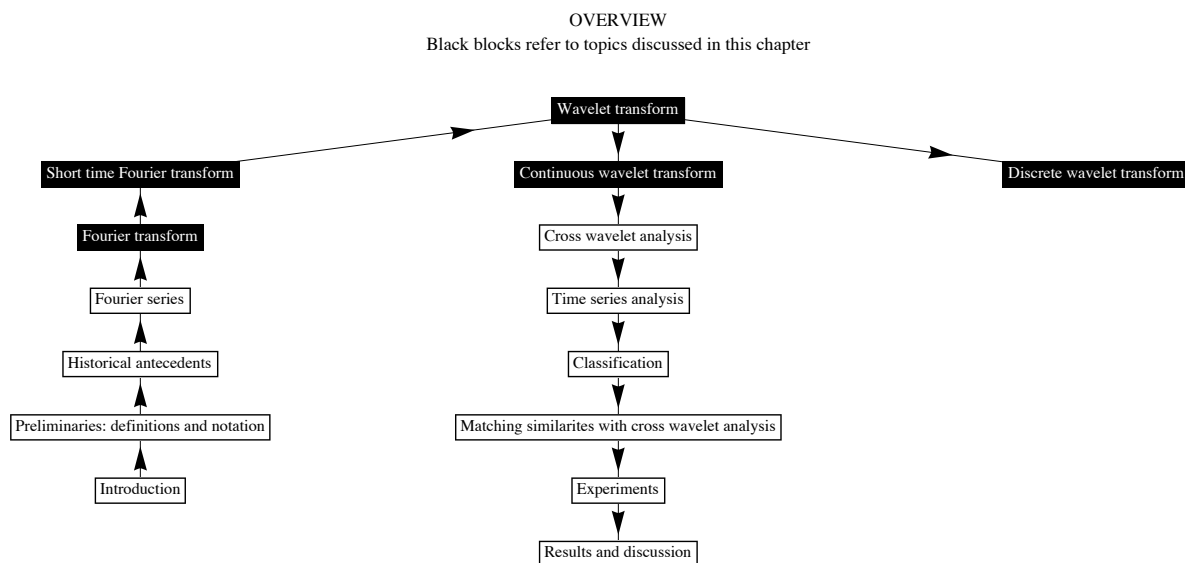 OVERVIEW
Black blocks refer to topics discussed in this chapter
Wavelet transform
Short time Fourier transform
Continuous wavelet transform
Discrete wavelet transform
Fourier transform
Cross wavelet analysis
Fourier series
Time series analysis
Historical antecedents
Classification
Preliminaries: definitions and notation
Matching similarites with cross wavelet analysis
Introduction
Experiments
Results and discussion